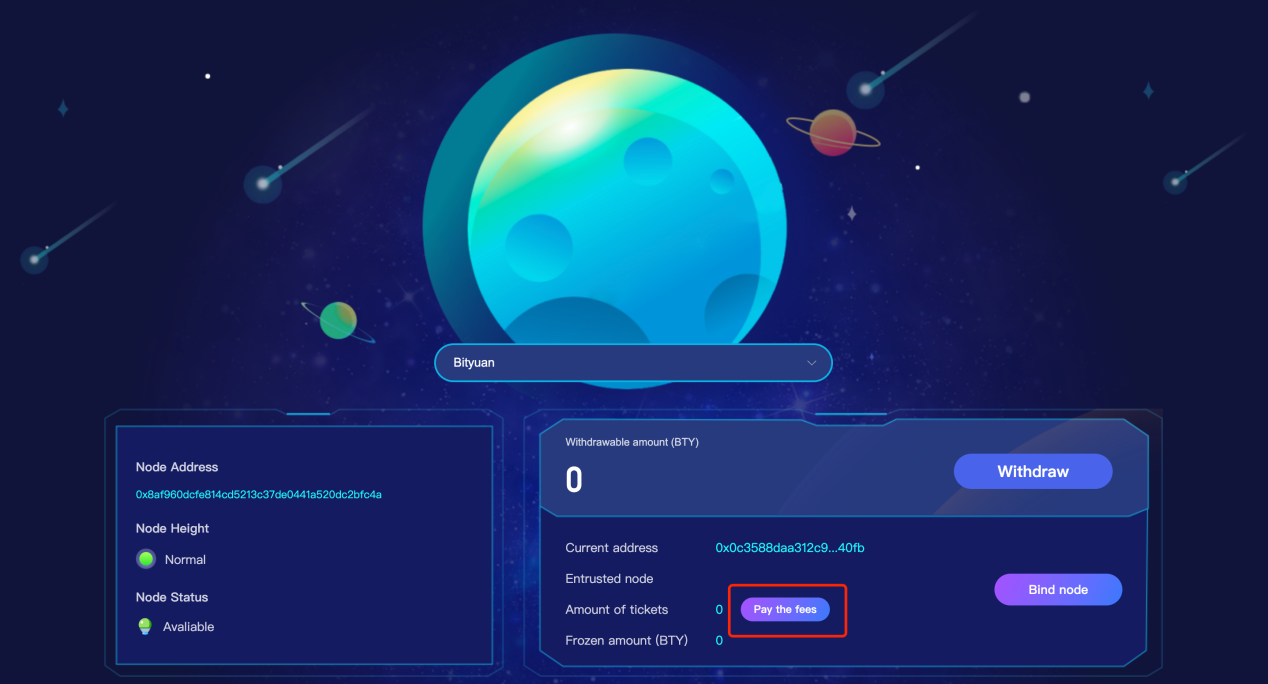 Bityuan
Node Address
0x8af960dcfe814cd5213c37de0441a520dc2bfc4a
Node Height
Normal
Node Status
Avaliable
Withdrawable amount (BTY)
0
Withdraw
Current address 0x0c3588daa312c9...40fb
Entrusted node
Bind node
Amount of tickets 0 Pay the fees
Frozen amount (BTY) 0